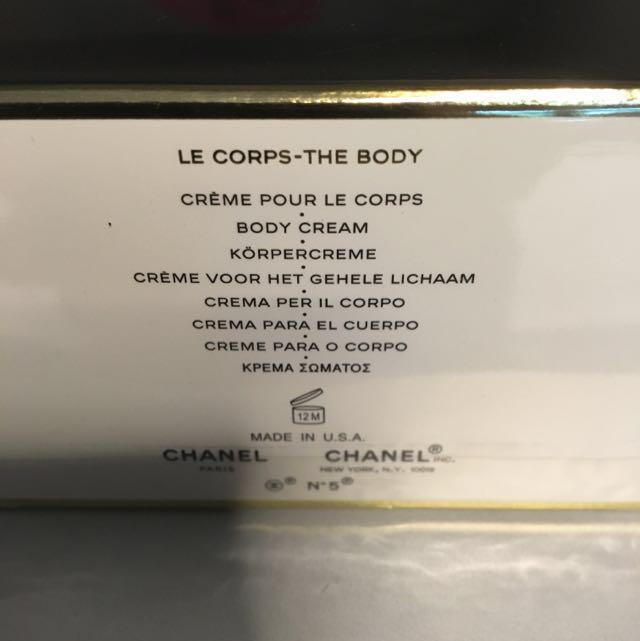 LE CORPS-THE BODY
CRÈME POUR LE CORPS
BODY CREAM
KÖRPERCREME
CRÈME VOOR HET GEHELE LICHAAM
CREMA PER IL CORPO
CREMA PARA EL CUERPO
CREME PARA O CORPO
ΚΡΕΜΑ ΣΩΜΑΤΟΣ
12M
MADE IN U.S.A.
CHANEL CHANEL® INC.
PARIS NEW YORK, N.Y. 10019
® N°5®